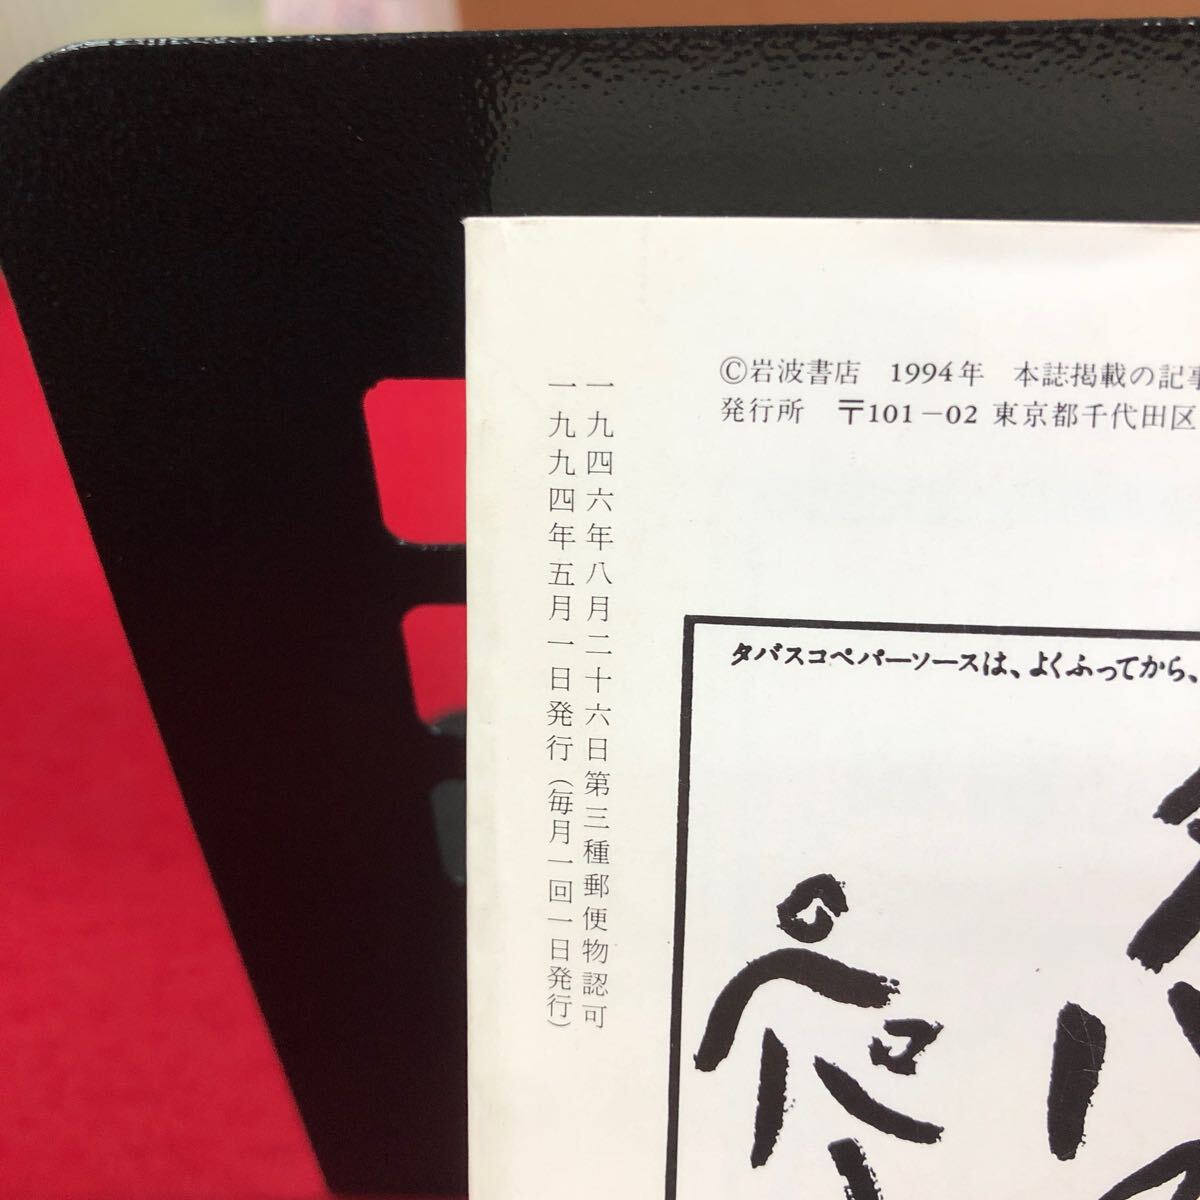 ©岩波書店 1994年 本誌掲載の記事
発行所 〒101-02 東京都千代田区
一九四六年八月二十六日第三種郵便物認可
一九九四年五月一日発行(毎月一回一日発行)
タバスコペパーソースは、よくふってから、
ペパー